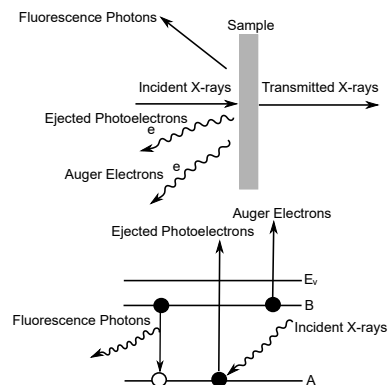 Fluorescence Photons
Sample
Incident X-rays
Transmitted X-rays
Ejected Photoelectrons
e
e
Auger Electrons
Auger Electrons
Ejected Photoelectrons
Eᵥ
B
Fluorescence Photons
Incident X-rays
A